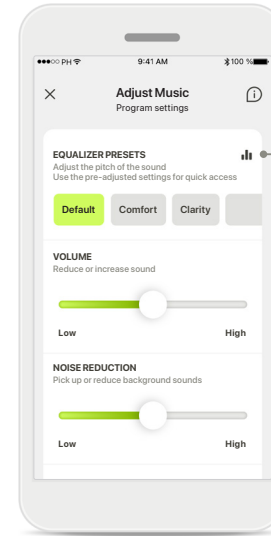 PH 9:41 AM 100 %
Adjust Music
Program settings
EQUALIZER PRESETS
Adjust the pitch of the sound
Use the pre-adjusted settings for quick access
Default Comfort Clarity
VOLUME
Reduce or increase sound
Low High
NOISE REDUCTION
Pick up or reduce background sounds
Low High